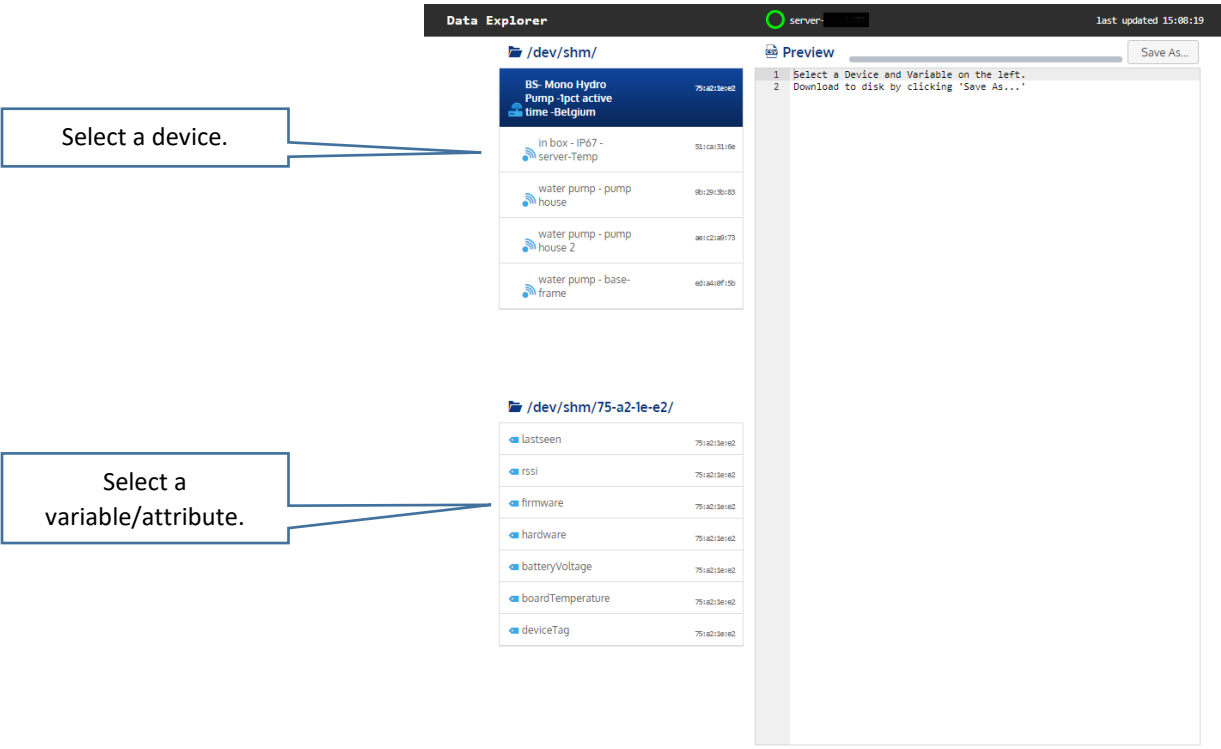 Data Explorer
server-
last updated 15:08:19
/dev/shm/
BS- Mono Hydro
Pump -1pct active
time -Belgium
75:a2:1e:e2
in box - IP67 -
server-Temp
51:ca:31:6e
water pump - pump
house
9b:29:3b:83
water pump - pump
house 2
ae:c2:a9:73
water pump - base-
frame
ed:a4:0f:5b
/dev/shm/75-a2-1e-e2/
lastseen 75:a2:1e:e2
rssi 75:a2:1e:e2
firmware 75:a2:1e:e2
hardware 75:a2:1e:e2
batteryVoltage 75:a2:1e:e2
boardTemperature 75:a2:1e:e2
deviceTag 75:a2:1e:e2
Preview
Save As...
1 Select a Device and Variable on the left.
2 Download to disk by clicking 'Save As...'
Select a device.
Select a
variable/attribute.